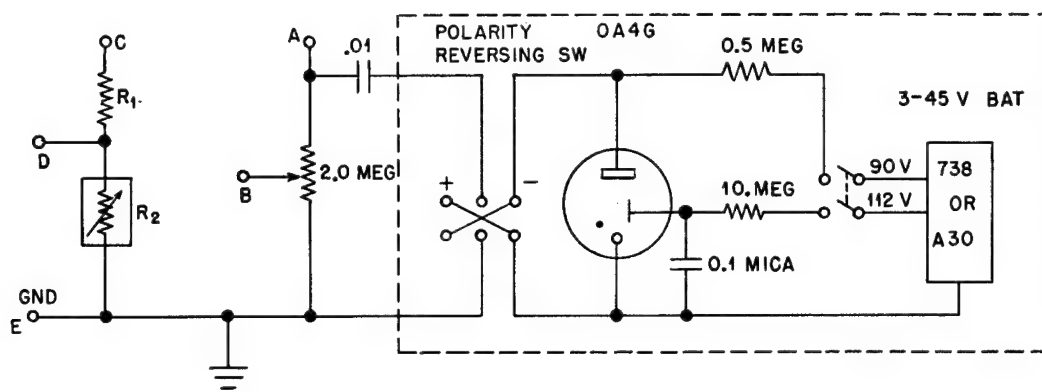 POLARITY
REVERSING SW
OA4G
C
A
.01
0.5 MEG
3-45 V BAT
R1
D
B
2.0 MEG
+
-
90 V
738
10. MEG
112 V
OR
R2
A30
0.1 MICA
GND
E